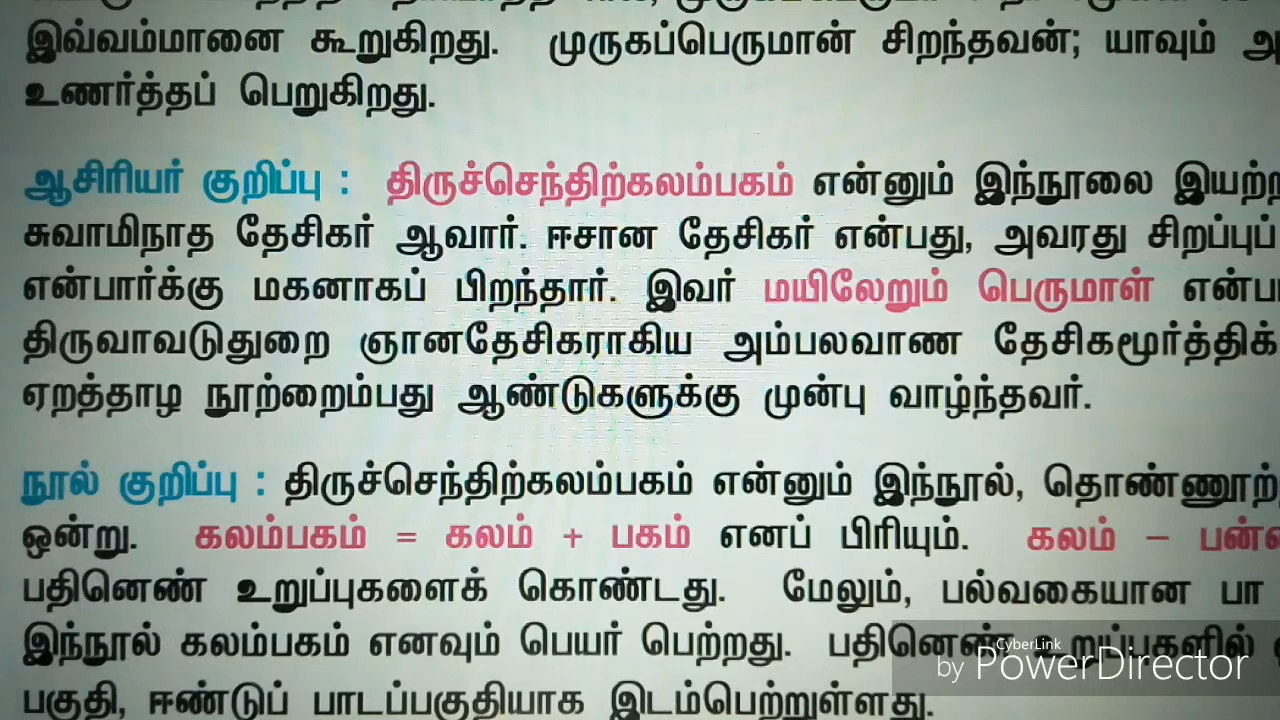 இவ்வம்மானை கூறுகிறது. முருகப்பெருமான் சிறந்தவன்; யாவும்
உணர்த்தப் பெறுகிறது.
ஆசிரியர் குறிப்பு : திருச்செந்திற்கலம்பகம் என்னும் இந்நூலை
சுவாமிநாத தேசிகர் ஆவார். ஈசான தேசிகர் என்பது, அவரது சிறப்புப்
என்பார்க்கு மகனாகப் பிறந்தார். இவர் மயிலேறும் பெருமாள்
திருவாவடுதுறை ஞானதேசிகராகிய அம்பலவாண தேசிகமூர்த்திக்
ஏறத்தாழ நூற்றைம்பது ஆண்டுகளுக்கு முன்பு வாழ்ந்தவர்.
நூல் குறிப்பு : திருச்செந்திற்கலம்பகம் என்னும் இந்நூல்,
ஒன்று. கலம்பகம் = கலம் + பகம் எனப் பிரியும். கலம் –
பதினெண் உறுப்புகளைக் கொண்டது. மேலும், பல்வகையான பா
இந்நூல் கலம்பகம் எனவும் பெயர் பெற்றது. பதினெண் உறுப்புகளில்
பகுதி, ஈண்டுப் பாடப்பகுதியாக இடம்பெற்றுள்ளது.
CyberLink
by PowerDirector